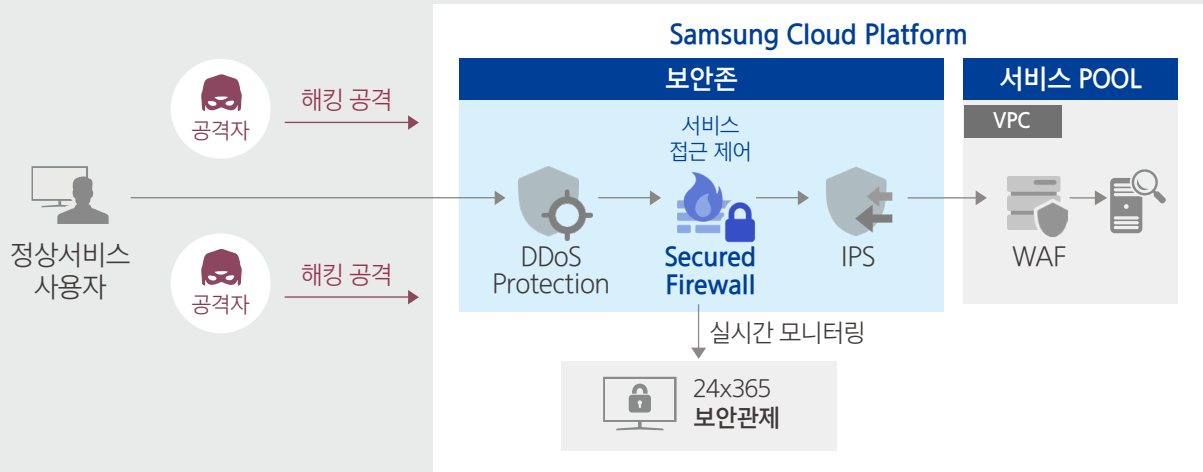 Samsung Cloud Platform
보안존
서비스 POOL
VPC
공격자
해킹 공격
서비스
접근 제어
정상서비스
사용자
DDoS
Protection
Secured
Firewall
IPS
WAF
공격자
해킹 공격
실시간 모니터링
24x365
보안관제